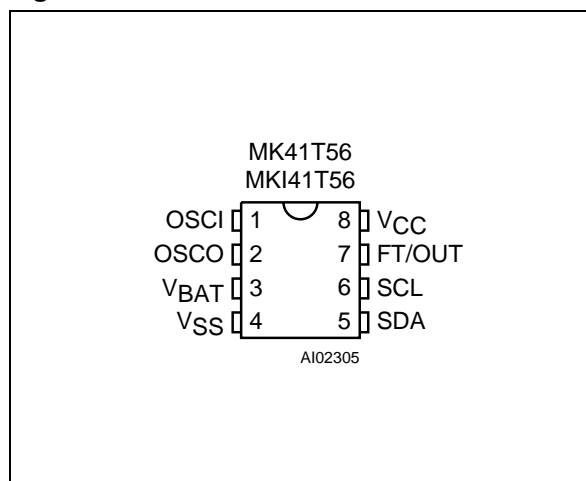 MK41T56
MKI41T56
OSCI 1 8 VCC
OSCO 2 7 FT/OUT
VBAT 3 6 SCL
VSS 4 5 SDA
AI02305